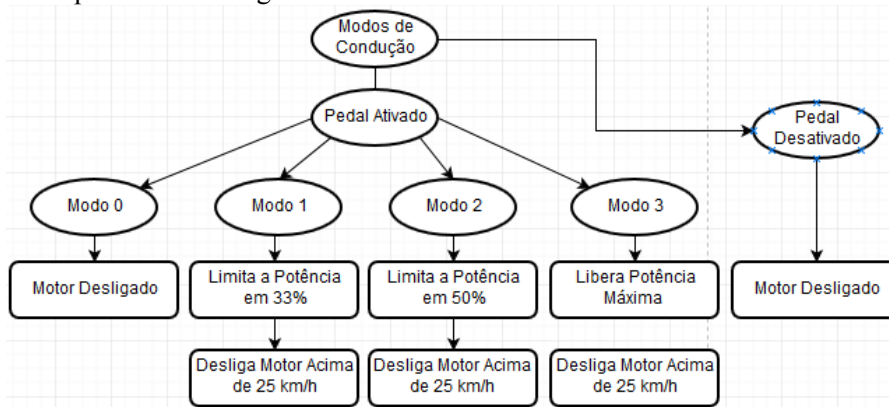 Modos de
Condução
Pedal Ativado
Pedal
Desativado
Modo 0
Modo 1
Modo 2
Modo 3
Motor Desligado
Limita a Potência
em 33%
Limita a Potência
em 50%
Libera Potência
Máxima
Motor Desligado
Desliga Motor Acima
de 25 km/h
Desliga Motor Acima
de 25 km/h
Desliga Motor Acima
de 25 km/h